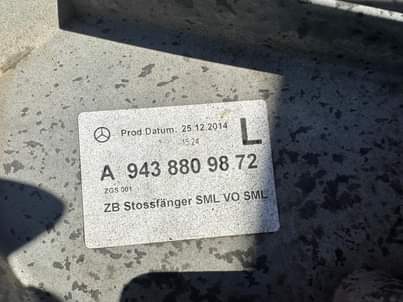 Prod Datum: 25.12.2014
15:24
L
A 943 880 98 72
ZGS 001
ZB Stossfänger SML VO SML